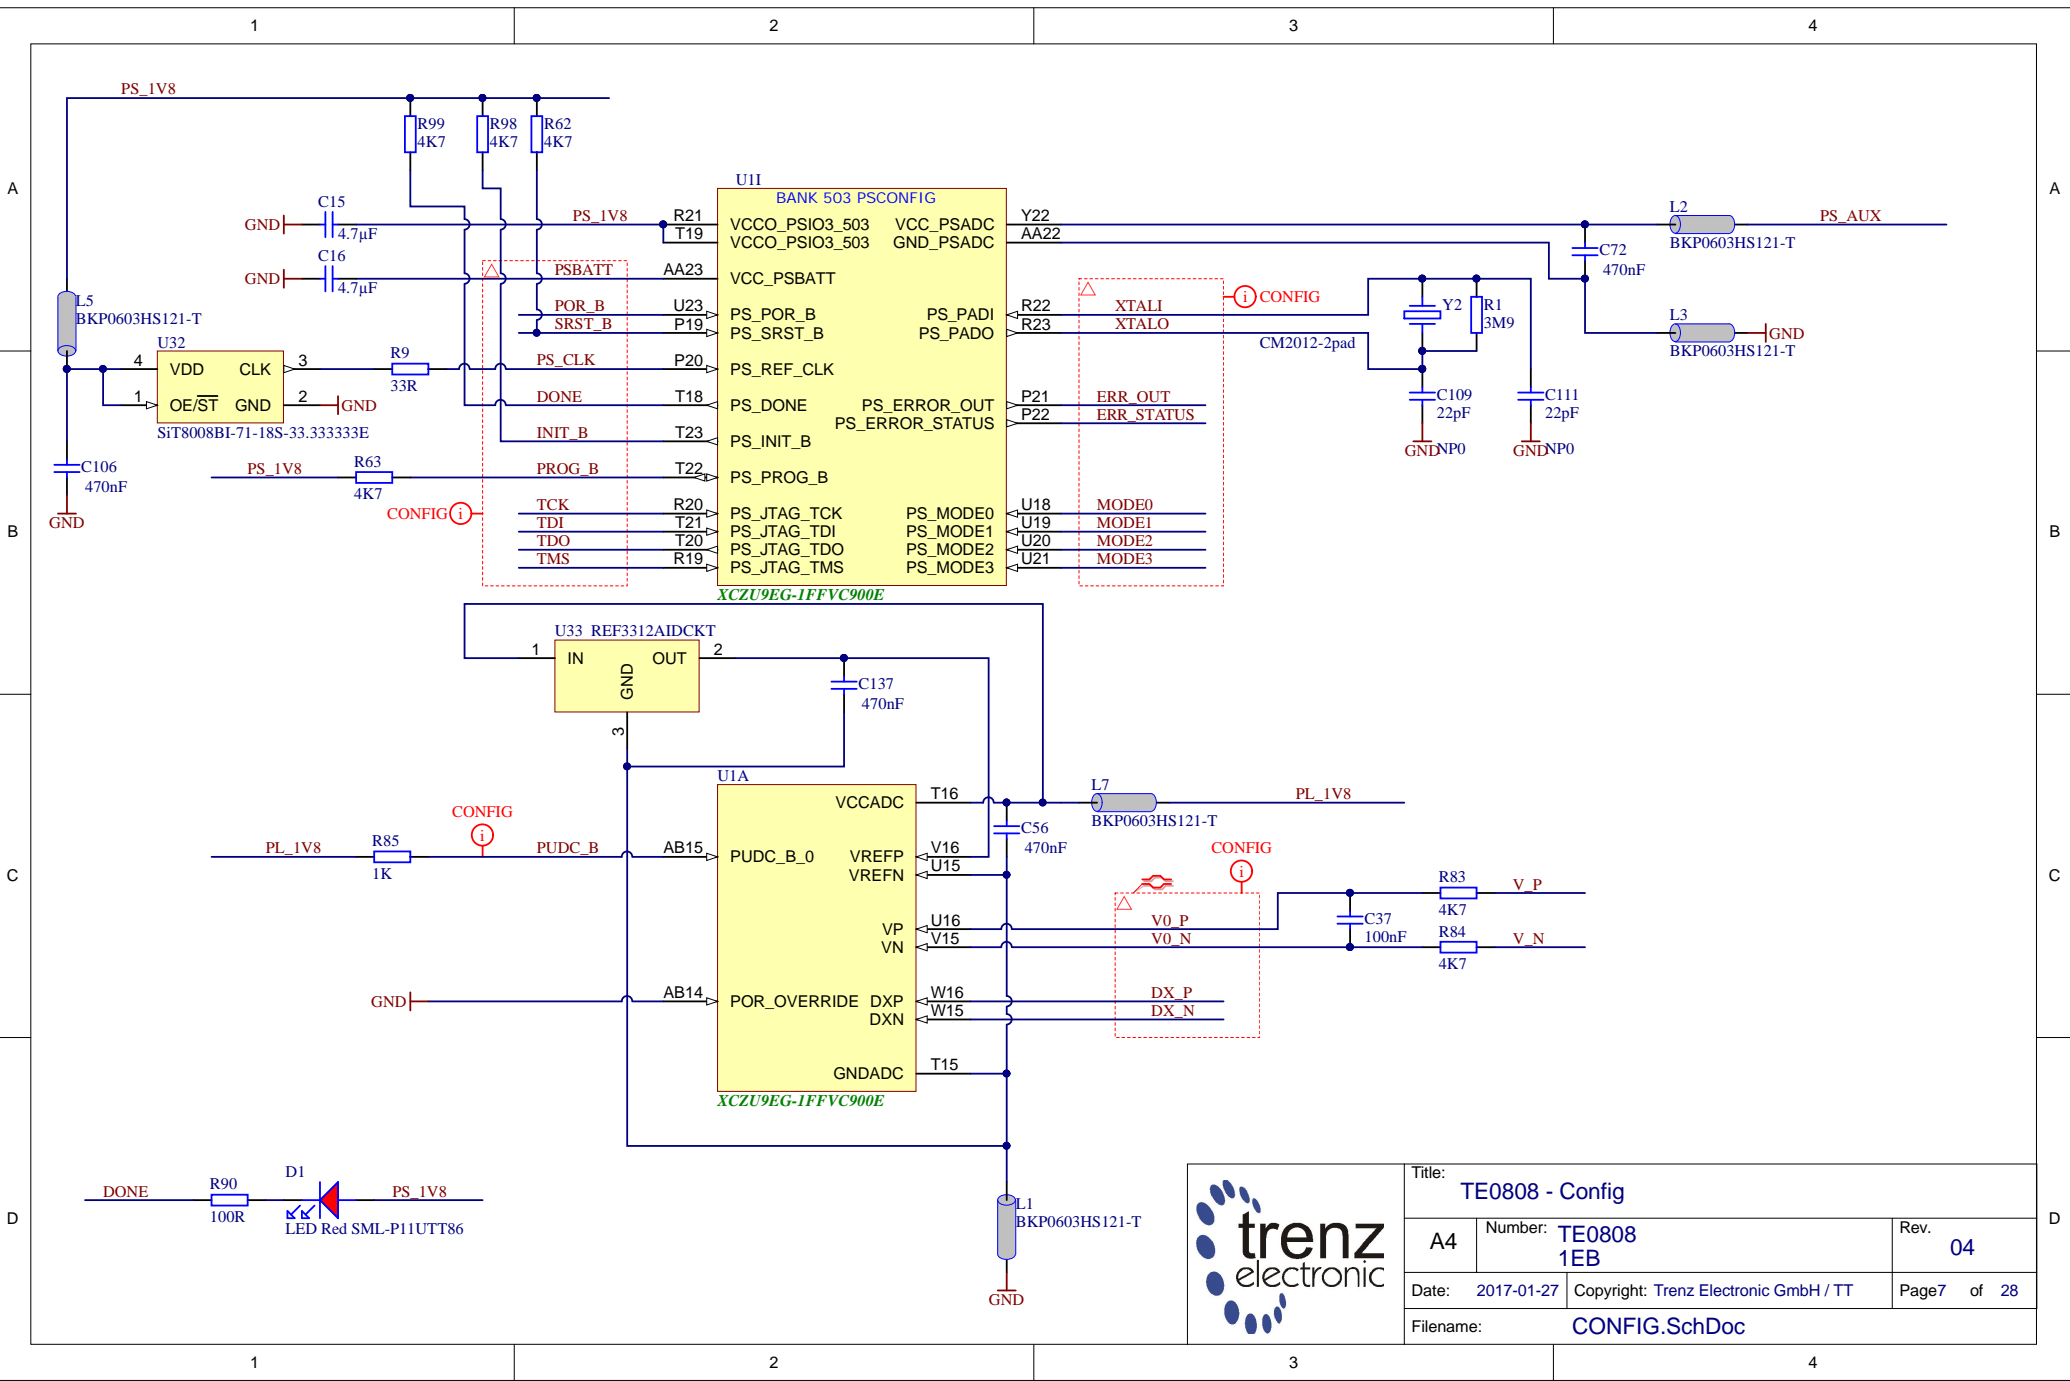 1 2 3 4
A A
B B
C C
D D
PS_1V8
R99
4K7
R98
4K7
R62
4K7
U1I
BANK 503 PSCONFIG
C15
GND
4.7µF
PS_1V8
R21
T19
VCCO_PSIO3_503
VCCO_PSIO3_503
VCC_PSADC
GND_PSADC
Y22
AA22
L2
BKP0603HS121-T
PS_AUX
C72
470nF
C16
GND
4.7µF
PSBATT
AA23
VCC_PSBATT
L5
BKP0603HS121-T
POR_B
SRST_B
U23
P19
PS_POR_B
PS_SRST_B
PS_PADI
PS_PADO
R22
R23
XTALI
XTALO
CONFIG
i
CM2012-2pad
Y2
R1
3M9
L3
BKP0603HS121-T
GND
U32
4
VDD
CLK
3
1
OE/ST
GND
2
GND
SiT8008BI-71-18S-33.333333E
R9
33R
PS_CLK
P20
PS_REF_CLK
DONE
T18
PS_DONE
PS_ERROR_OUT
PS_ERROR_STATUS
P21
P22
ERR_OUT
ERR_STATUS
C109
22pF
GND
NP0
C111
22pF
GND
NP0
INIT_B
T23
PS_INIT_B
C106
470nF
GND
PS_1V8
R63
4K7
PROG_B
T22
PS_PROG_B
CONFIG
i
TCK
TDI
TDO
TMS
R20
T21
T20
R19
PS_JTAG_TCK
PS_JTAG_TDI
PS_JTAG_TDO
PS_JTAG_TMS
PS_MODE0
PS_MODE1
PS_MODE2
PS_MODE3
U18
U19
U20
U21
MODE0
MODE1
MODE2
MODE3
XCZU9EG-1FFVC900E
U33 REF3312AIDCKT
1
IN
OUT
2
GND
3
C137
470nF
U1A
VCCADC
T16
L7
BKP0603HS121-T
PL_1V8
C56
470nF
CONFIG
i
PL_1V8
R85
1K
PUDC_B
AB15
PUDC_B_0
VREFP
VREFN
V16
U15
CONFIG
i
VP
VN
U16
V15
V0_P
V0_N
C37
100nF
R83
4K7
V_P
R84
4K7
V_N
GND
AB14
POR_OVERRIDE
DXP
DXN
W16
W15
DX_P
DX_N
GNDADC
T15
XCZU9EG-1FFVC900E
DONE
R90
100R
D1
PS_1V8
LED Red SML-P11UTT86
L1
BKP0603HS121-T
GND
trenz
electronic
Title:
TE0808 - Config
A4
Number: TE0808
1EB
Rev.
04
Date: 2017-01-27
Copyright: Trenz Electronic GmbH / TT
Page7 of 28
Filename: CONFIG.SchDoc
1 2 3 4